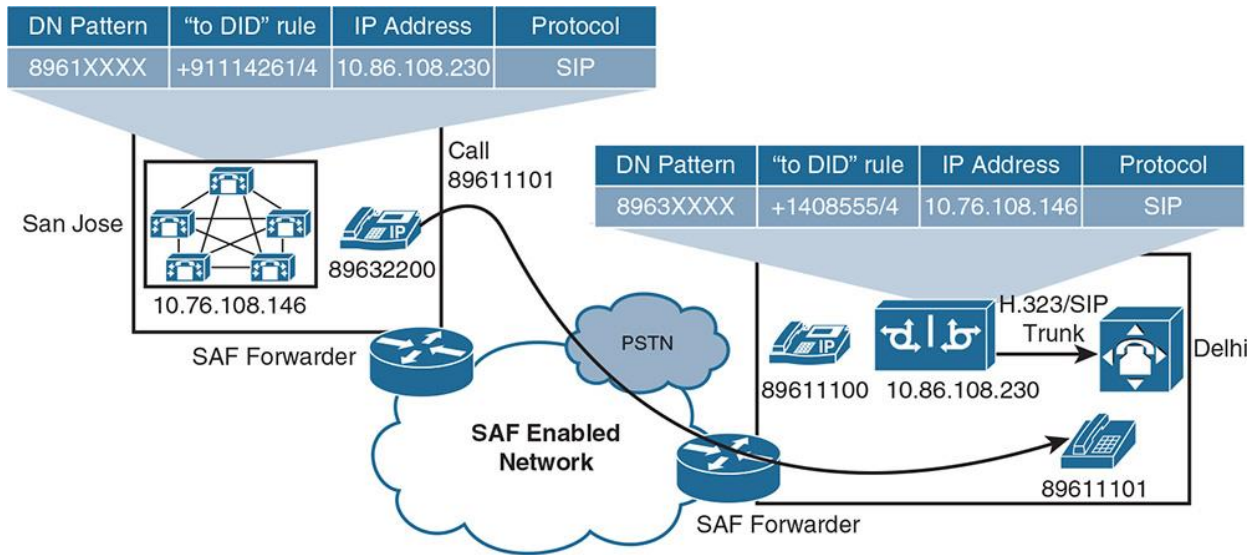 DN Pattern "to DID" rule IP Address Protocol
8961XXXX +91114261/4 10.86.108.230 SIP
Call
89611101
DN Pattern "to DID" rule IP Address Protocol
8963XXXX +1408555/4 10.76.108.146 SIP
San Jose
IP
89632200
10.76.108.146
SAF Forwarder
PSTN
IP
89611100
10.86.108.230
H.323/SIP
Trunk
Delhi
SAF Enabled
Network
89611101
SAF Forwarder